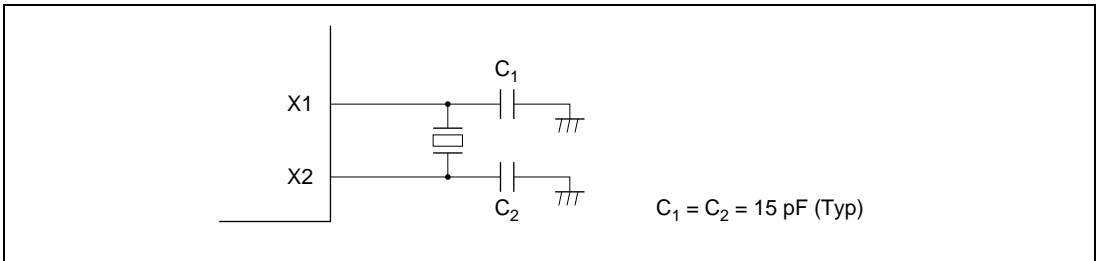 C₁
X1
X2
C₂
C₁ = C₂ = 15 pF (Typ)